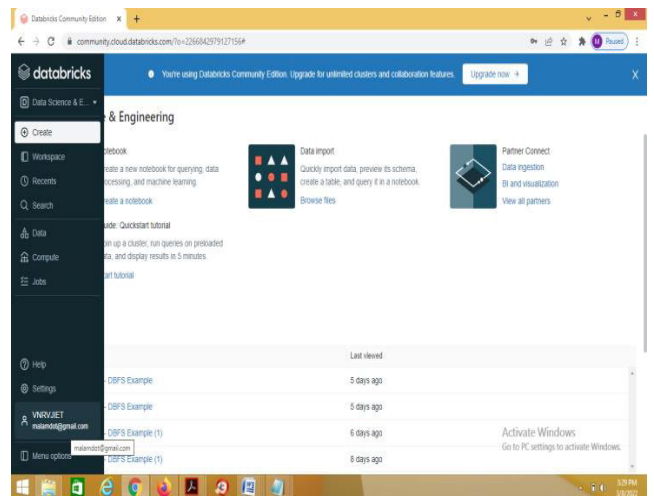 Databricks Community Edition
community.cloud.databricks.com/?o=2266842979127156#
M Paused
databricks
You're using Databricks Community Edition. Upgrade for unlimited clusters and collaboration features.
Upgrade now
X
D Data Science & E...
Create
Workspace
Recents
Search
Data
Compute
Jobs
Help
Settings
VNRVJIET
malamdot@gmail.com
Menu options
malamdot@gmail.com
& Engineering
otebook
reate a new notebook for querying, data
ocessing, and machine learning.
reate a notebook
uide: Quickstart tutorial
pin up a cluster, run queries on preloaded
ata, and display results in 5 minutes.
art tutorial
Data import
Quickly import data, preview its schema,
create a table, and query it in a notebook.
Browse files
Partner Connect
Data ingestion
BI and visualization
View all partners
Last viewed
- DBFS Example
5 days ago
- DBFS Example
5 days ago
- DBFS Example (1)
6 days ago
- DBFS Example (1)
8 days ago
Activate Windows
Go to PC settings to activate Windows.
5:29 PM